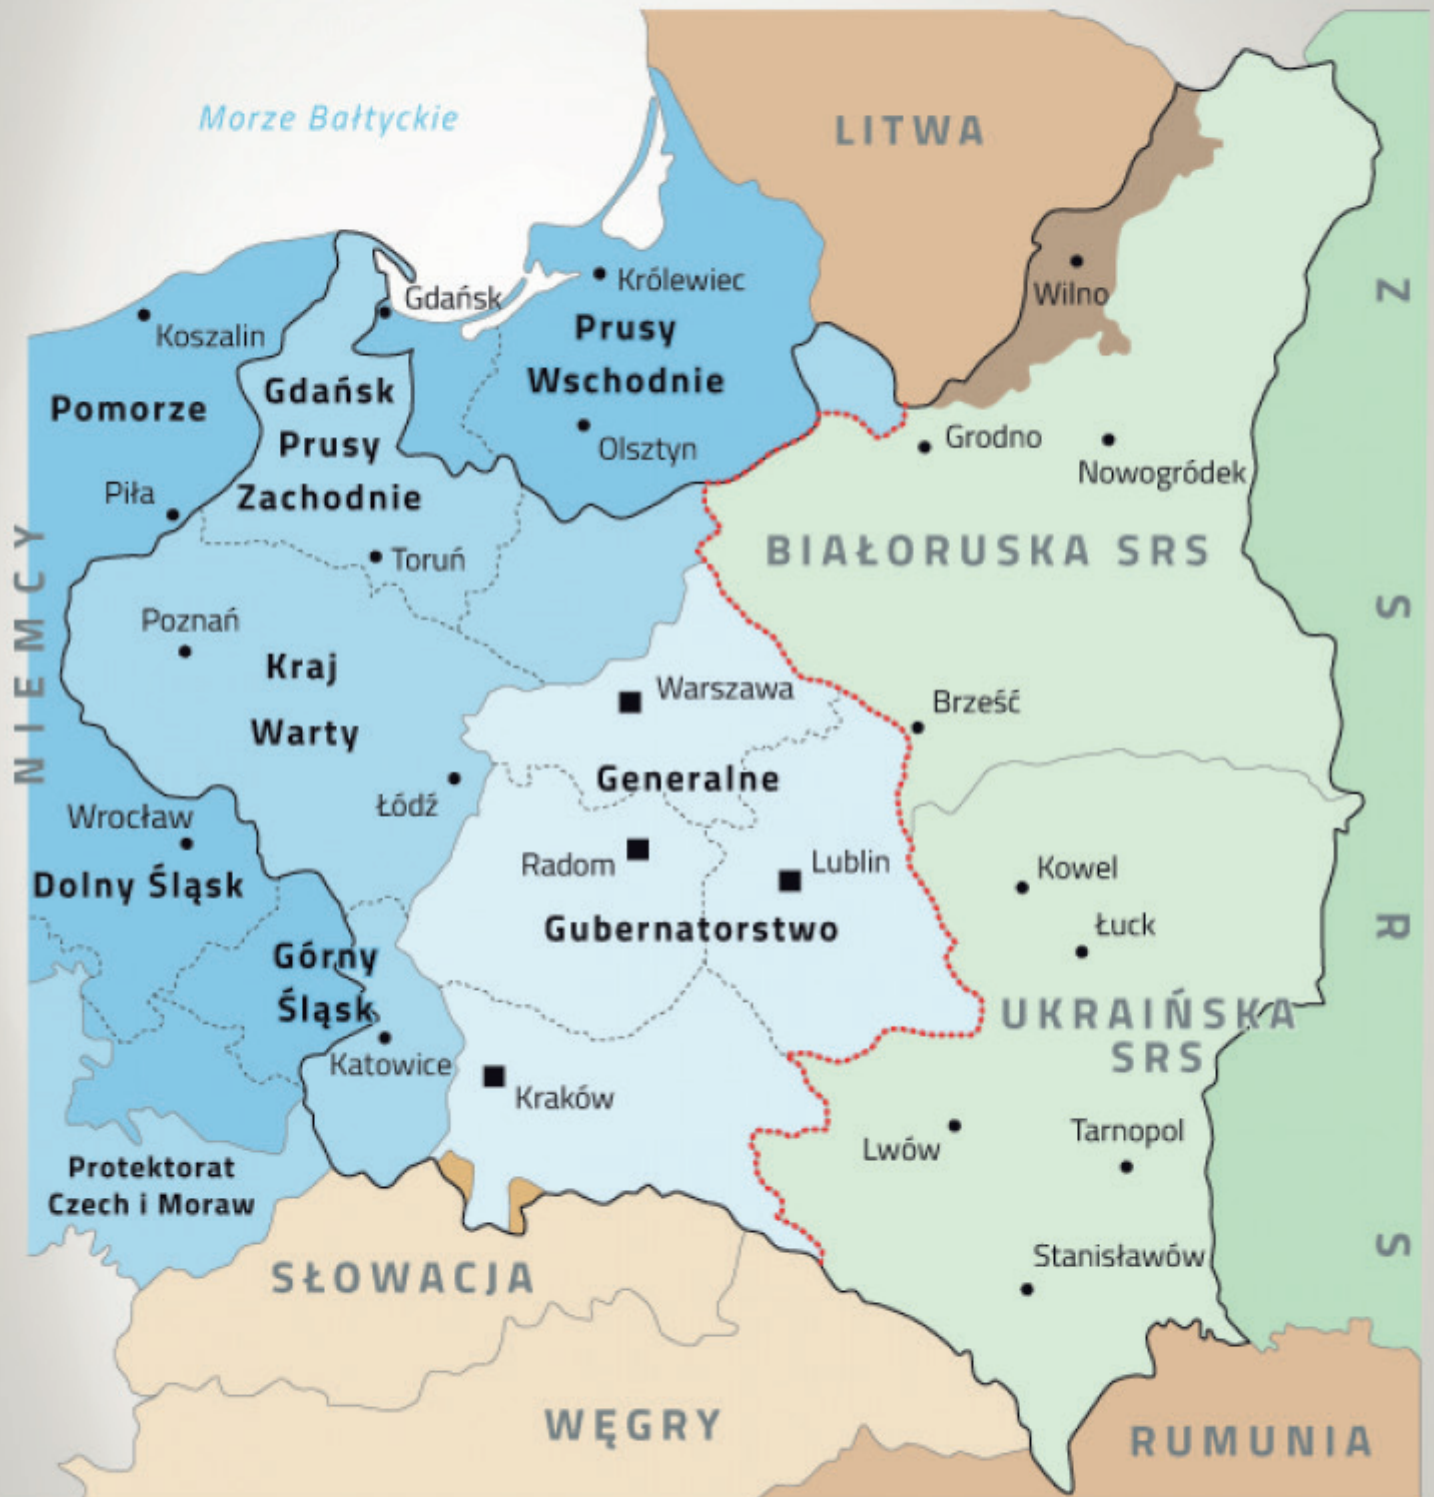 Morze Bałtyckie
LITWA
Wilno
Królewiec
Gdańsk
Koszalin
Prusy
Wschodnie
Olsztyn
Pomorze
Gdańsk
Prusy
Zachodnie
Piła
Toruń
Grodno
Nowogródek
BIAŁORUSKA SRS
NIEMCY
ZSRS
Poznań
Kraj
Warty
Łódź
Warszawa
Brześć
Generalne
Gubernatorstwo
Radom
Lublin
Wrocław
Dolny Śląsk
Górny
Śląsk
Katowice
Kraków
Kowel
Łuck
UKRAIŃSKA
SRS
Lwów
Tarnopol
Stanisławów
Protektorat
Czech i Moraw
SŁOWACJA
WĘGRY
RUMUNIA